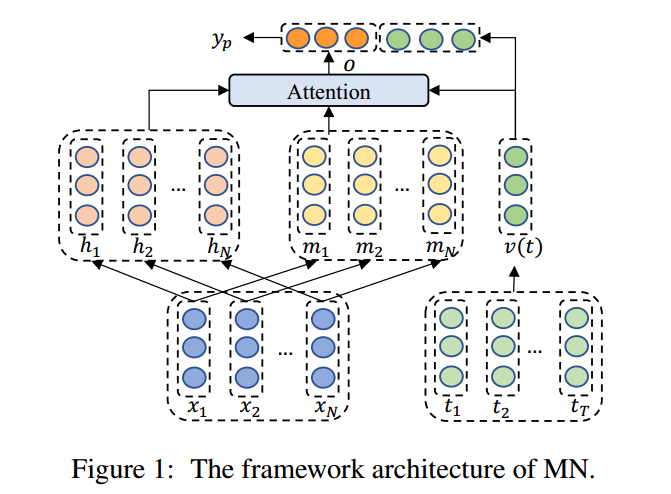 y_p
o
Attention
h_1 h_2 ... h_N m_1 m_2 ... m_N v(t)
x_1 x_2 ... x_N t_1 t_2 ... t_T
Figure 1: The framework architecture of MN.